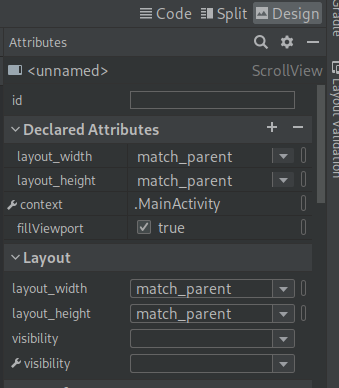 Code Split Design
Attributes
<unnamed> ScrollView
id
Declared Attributes
layout_width match_parent
layout_height match_parent
context .MainActivity
fillViewport true
Layout
layout_width match_parent
layout_height match_parent
visibility
visibility
Layout Validation